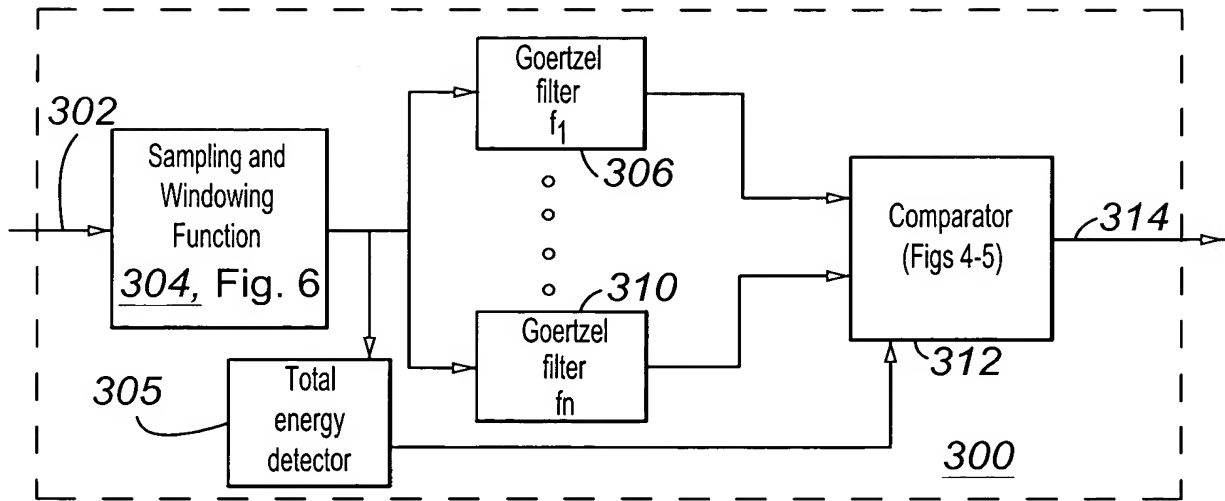 302
Sampling and
Windowing
Function
304, Fig. 6
305
Total
energy
detector
Goertzel
filter
f1
306
310
Goertzel
filter
fn
Comparator
(Figs 4-5)
312
314
300